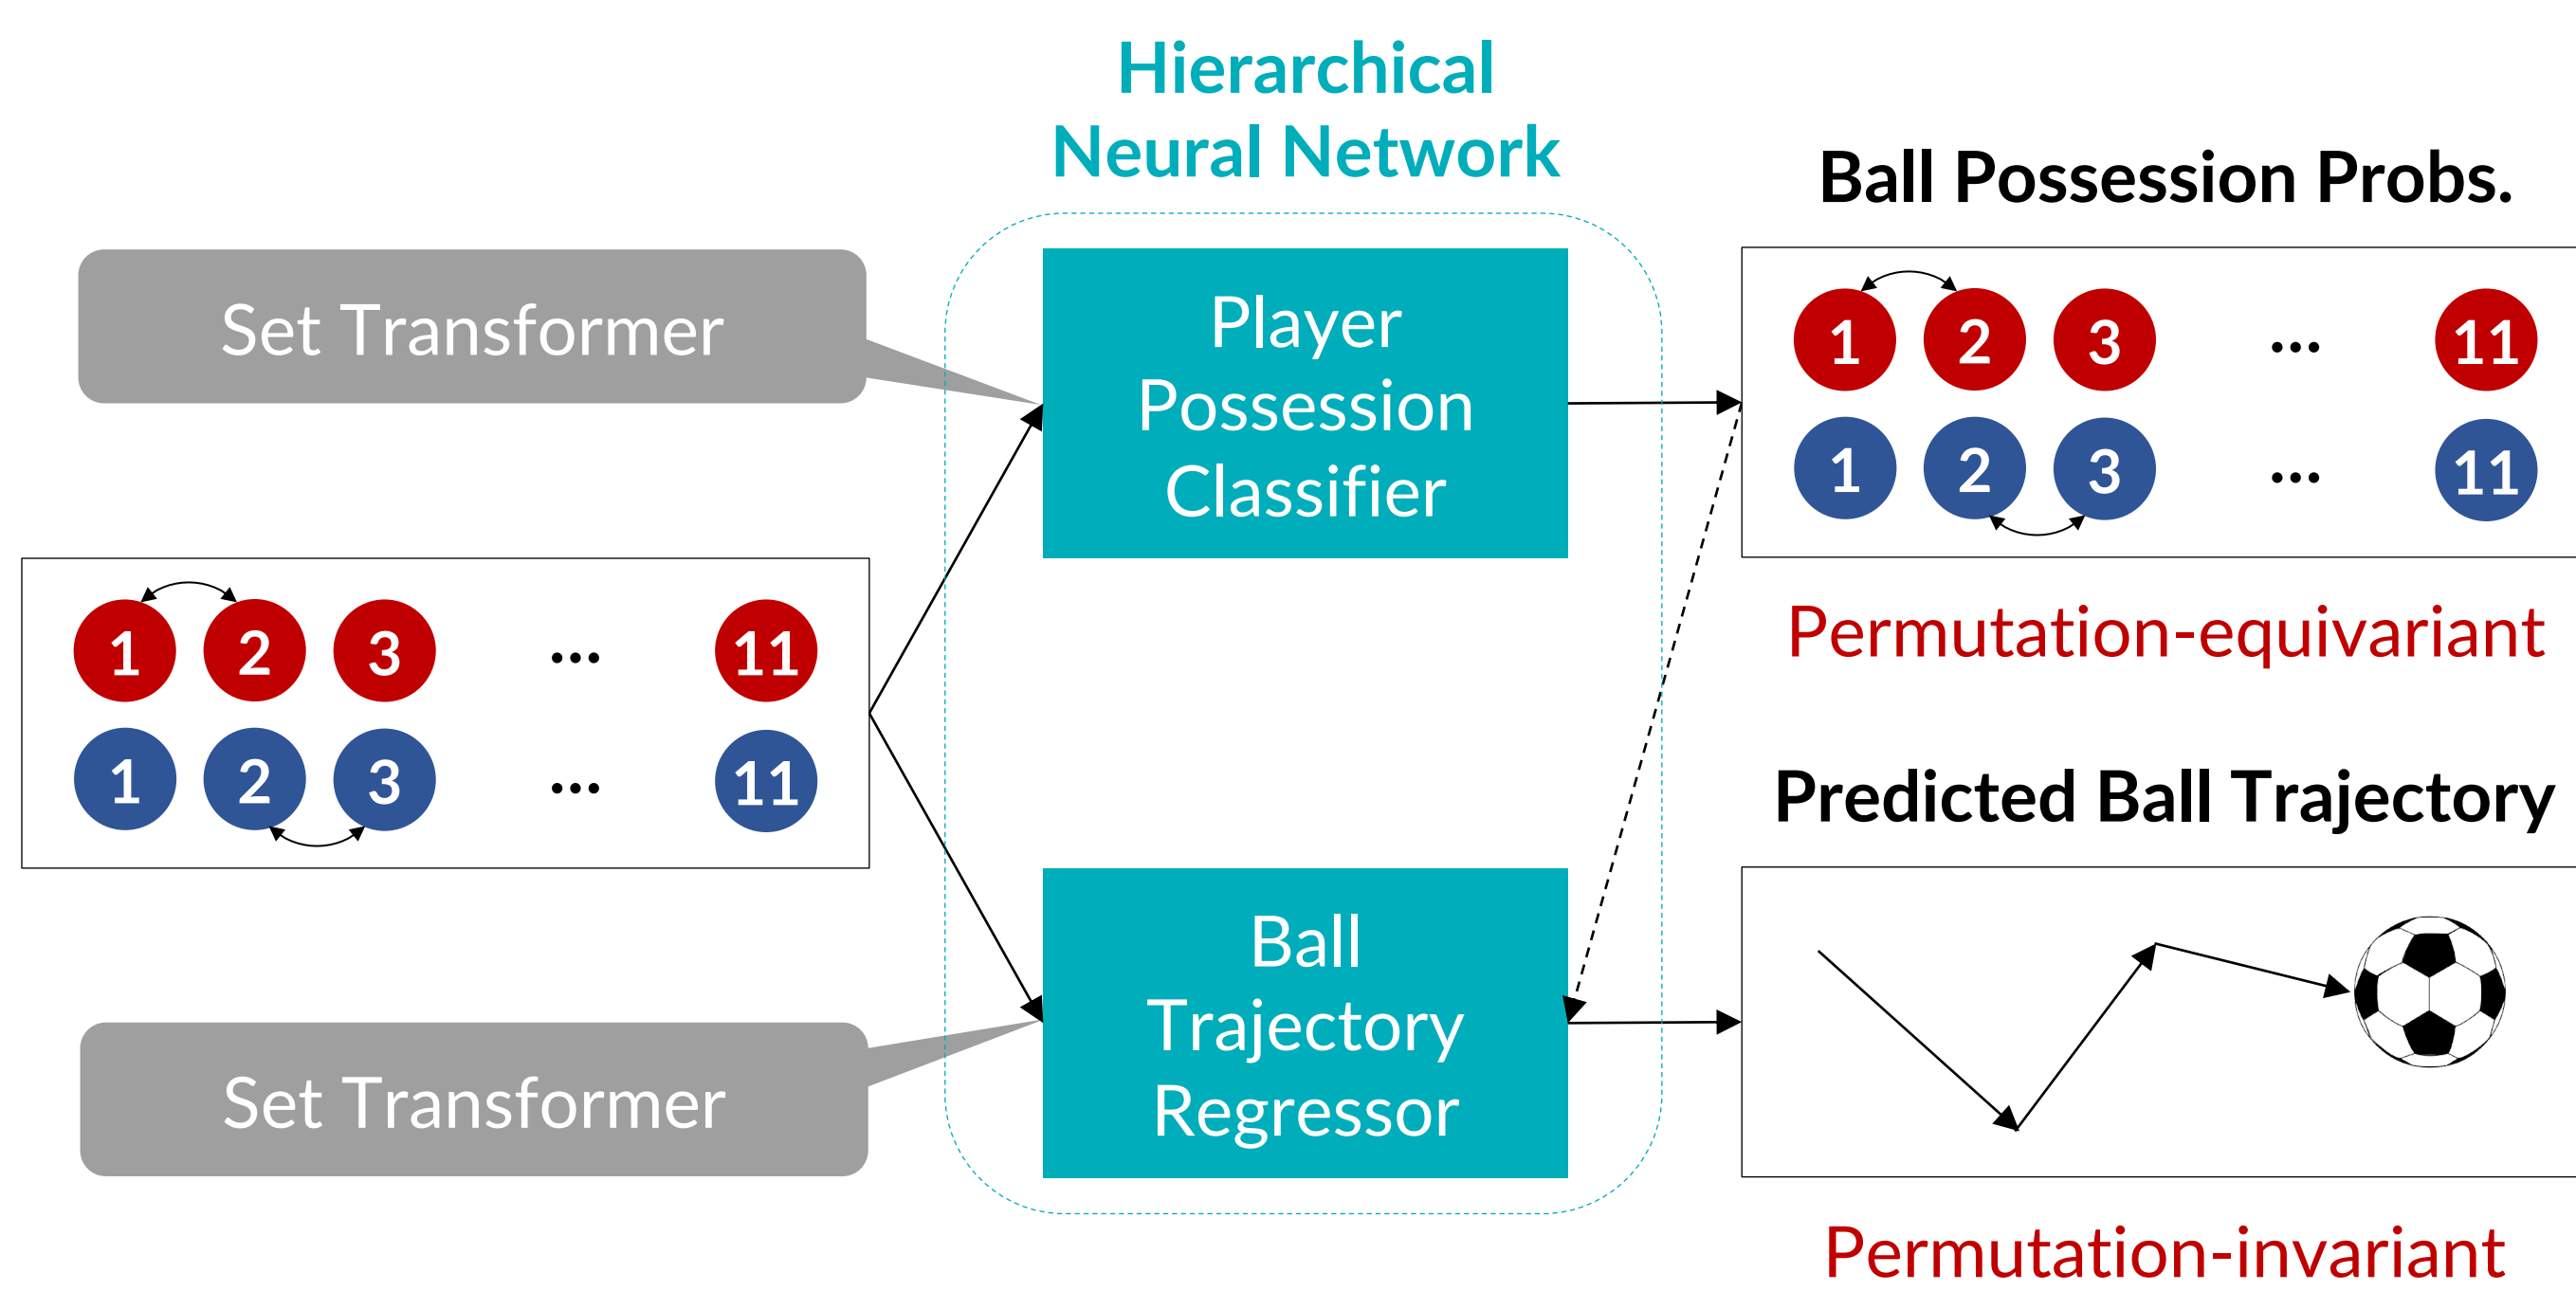 Hierarchical
Neural Network
Ball Possession Probs.
Set Transformer
Player
Possession
Classifier
1 2 3 ... 11
1 2 3 ... 11
Permutation-equivariant
1 2 3 ... 11
1 2 3 ... 11
Predicted Ball Trajectory
Set Transformer
Ball
Trajectory
Regressor
Permutation-invariant